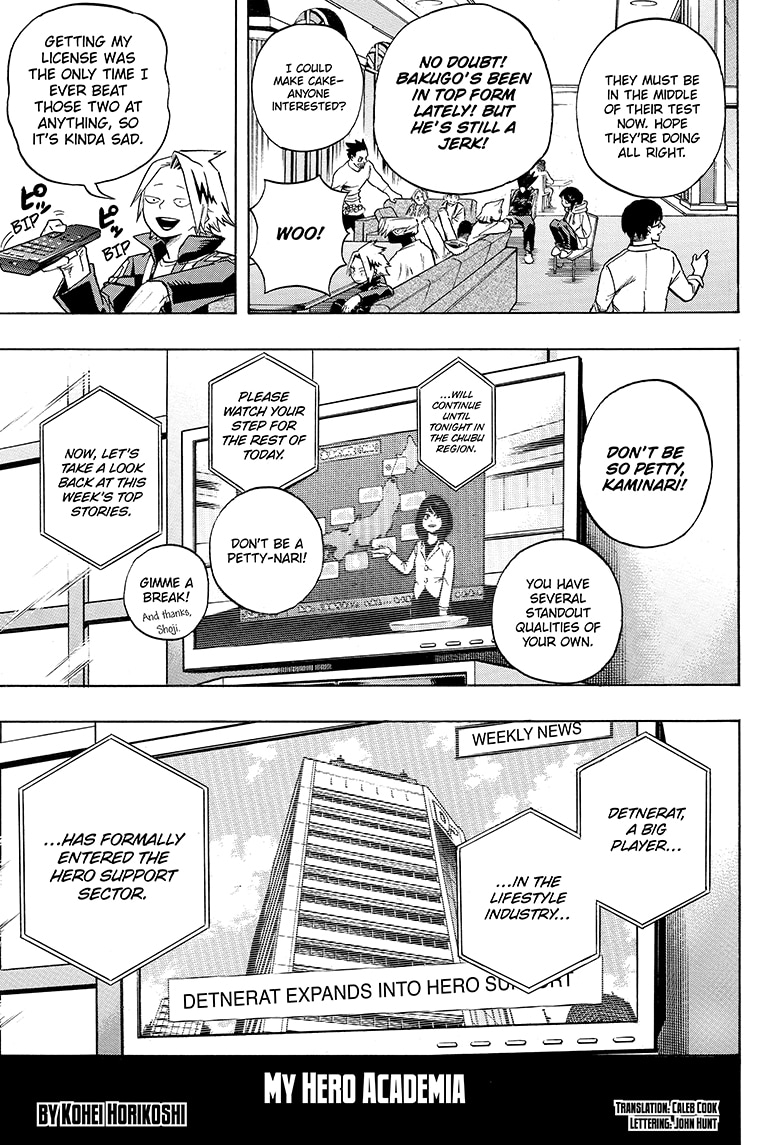 THEY MUST BE
IN THE MIDDLE
OF THEIR TEST
NOW. HOPE
THEY'RE DOING
ALL RIGHT.
NO DOUBT!
BAKUGO'S BEEN
IN TOP FORM
LATELY! BUT
HE'S STILL A
JERK!
I COULD
MAKE CAKE–
ANYONE
INTERESTED?
WOO!
GETTING MY
LICENSE WAS
THE ONLY TIME I
EVER BEAT
THOSE TWO AT
ANYTHING, SO
IT'S KINDA SAD.
ピッ
BIP
ピッ
BIP
DON'T BE
SO PETTY,
KAMINARI!
...WILL
CONTINUE
UNTIL
TONIGHT IN
THE CHUBU
REGION.
YOU HAVE
SEVERAL
STANDOUT
QUALITIES OF
YOUR OWN.
PLEASE
WATCH YOUR
STEP FOR
THE REST OF
TODAY.
DON'T BE A
PETTY-NARI!
NOW, LET'S
TAKE A LOOK
BACK AT THIS
WEEK'S TOP
STORIES.
GIMME A
BREAK!
And thanks,
Shoji.
WEEKLY NEWS
DETNERAT,
A BIG
PLAYER...
...IN THE
LIFESTYLE
INDUSTRY...
...HAS FORMALLY
ENTERED THE
HERO SUPPORT
SECTOR.
DETNERAT EXPANDS INTO HERO SUPPORT
MY HERO ACADEMIA
BY KOHEI HORIKOSHI
TRANSLATION: CALEB COOK
LETTERING: JOHN HUNT